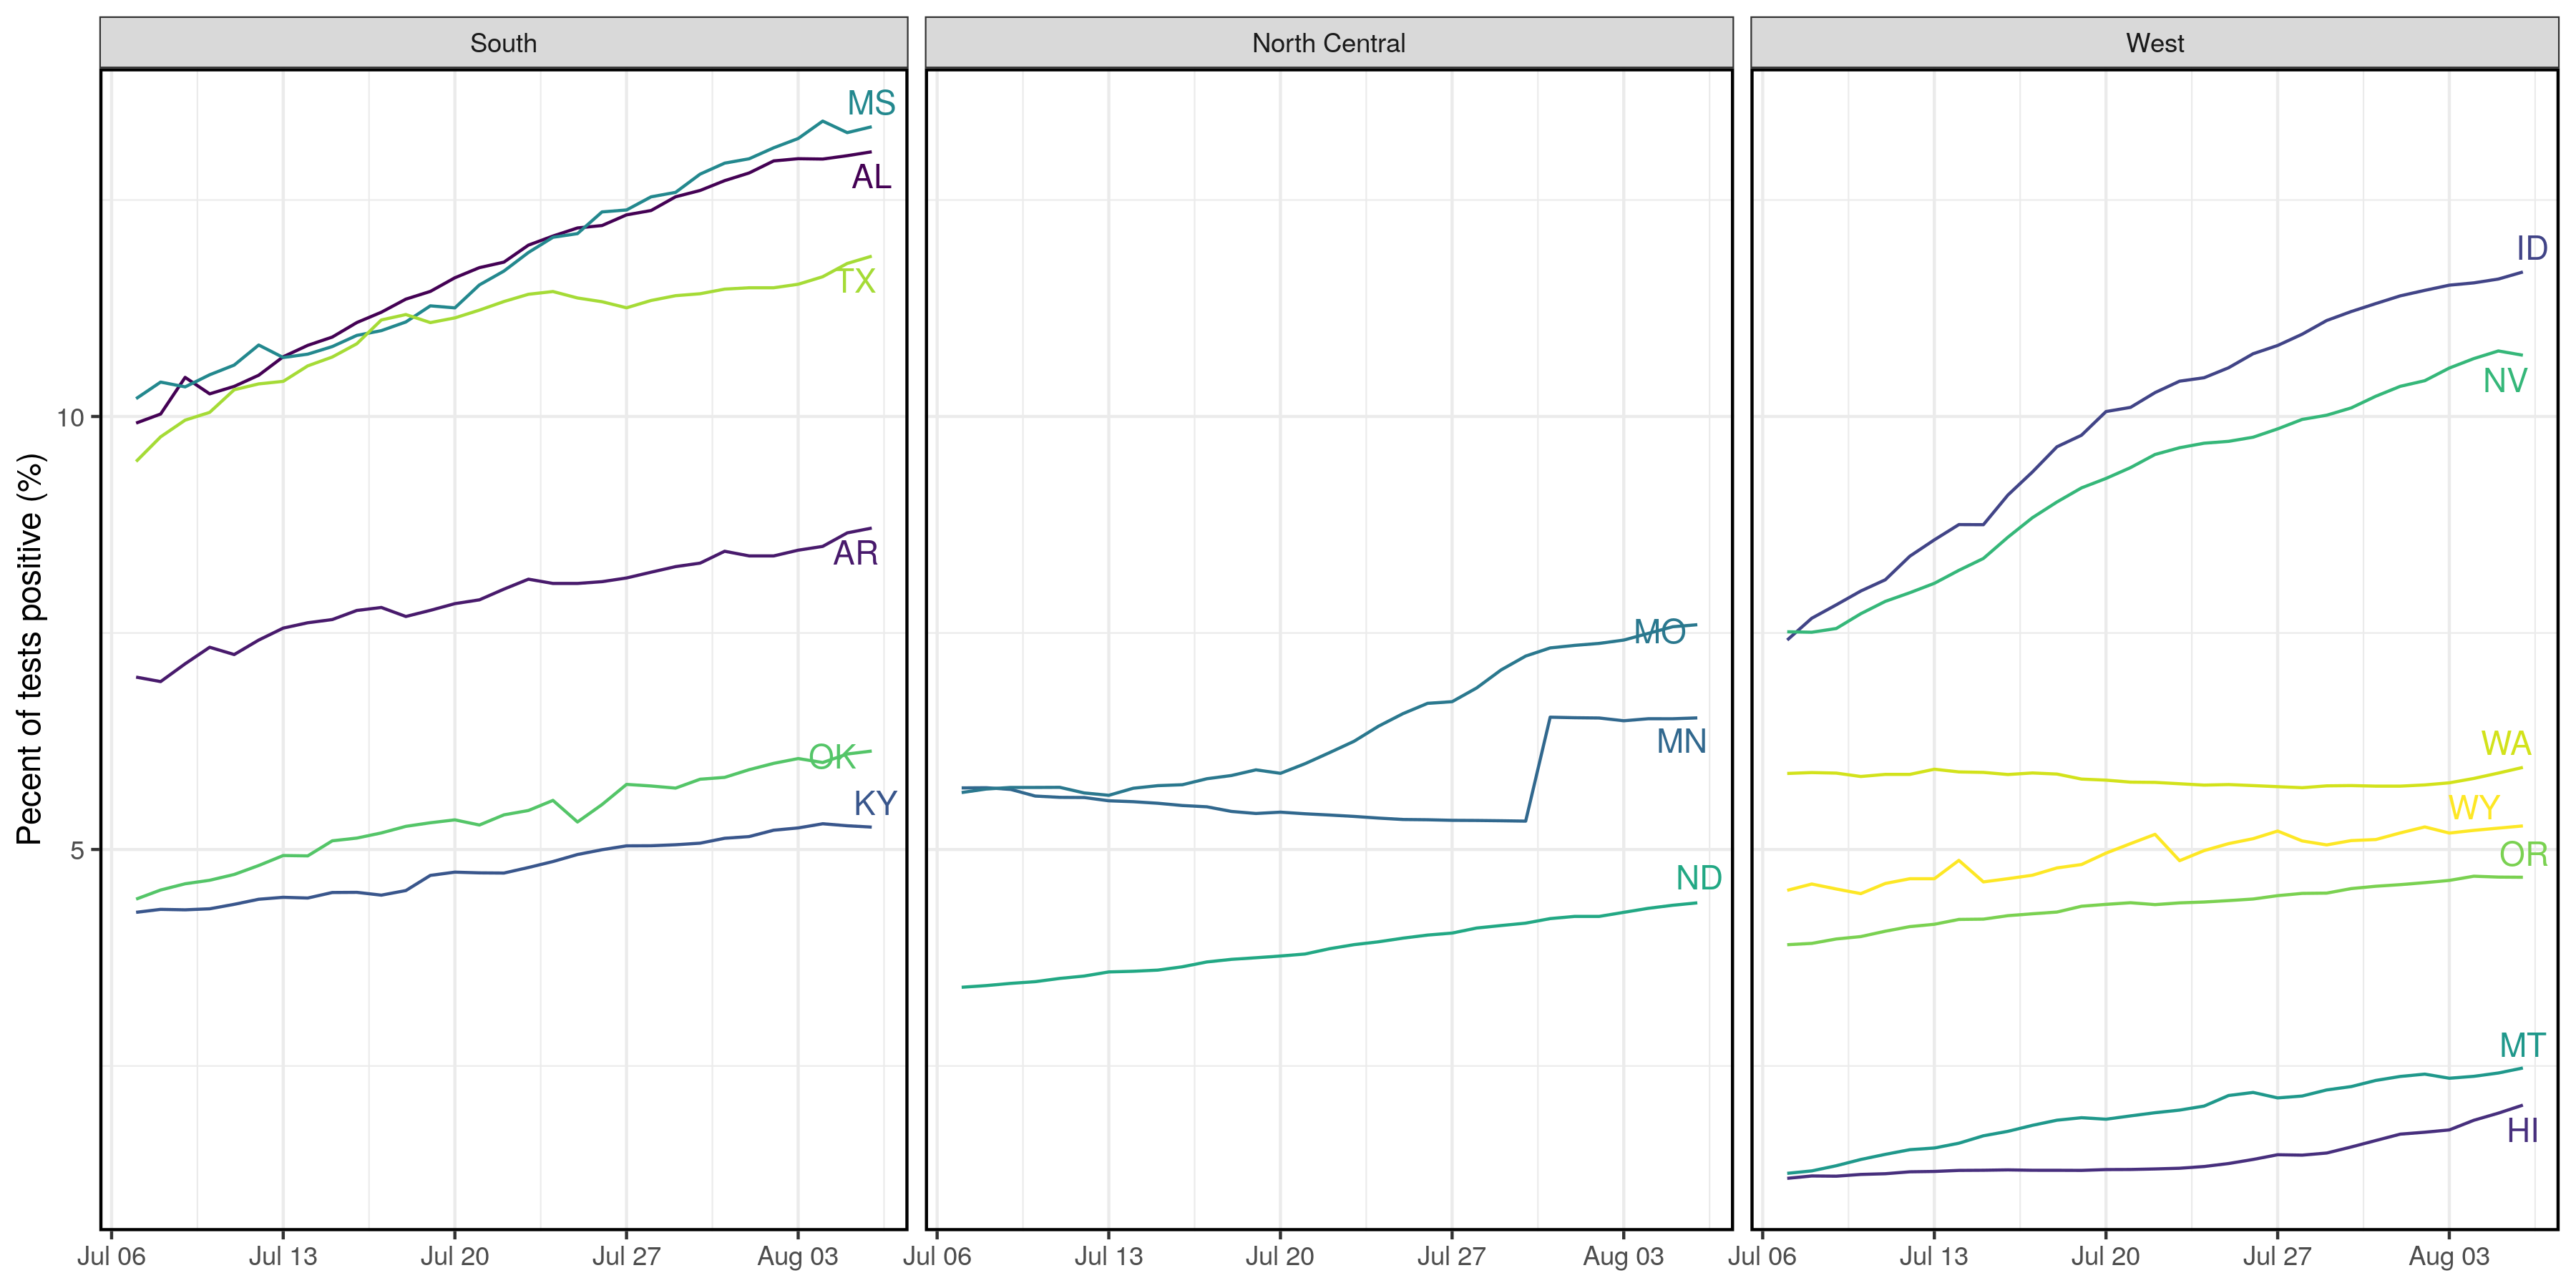 South
North Central
West
Pecent of tests positive (%)
10
5
MS
AL
TX
AR
OK
KY
MO
MN
ND
ID
NV
WA
WY
OR
MT
HI
Jul 06 Jul 13 Jul 20 Jul 27 Aug 03
Jul 06 Jul 13 Jul 20 Jul 27 Aug 03
Jul 06 Jul 13 Jul 20 Jul 27 Aug 03